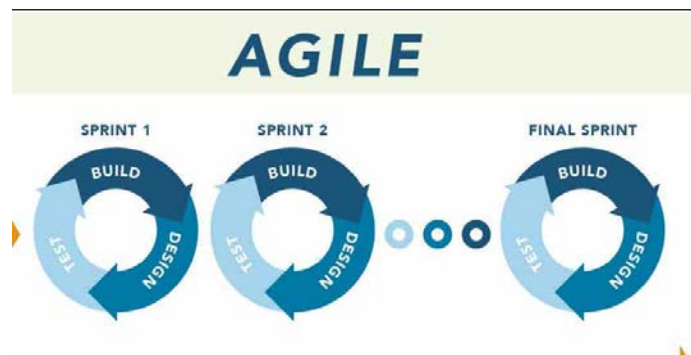 AGILE
SPRINT 1
SPRINT 2
FINAL SPRINT
BUILD
DESIGN
TEST
BUILD
DESIGN
TEST
BUILD
DESIGN
TEST